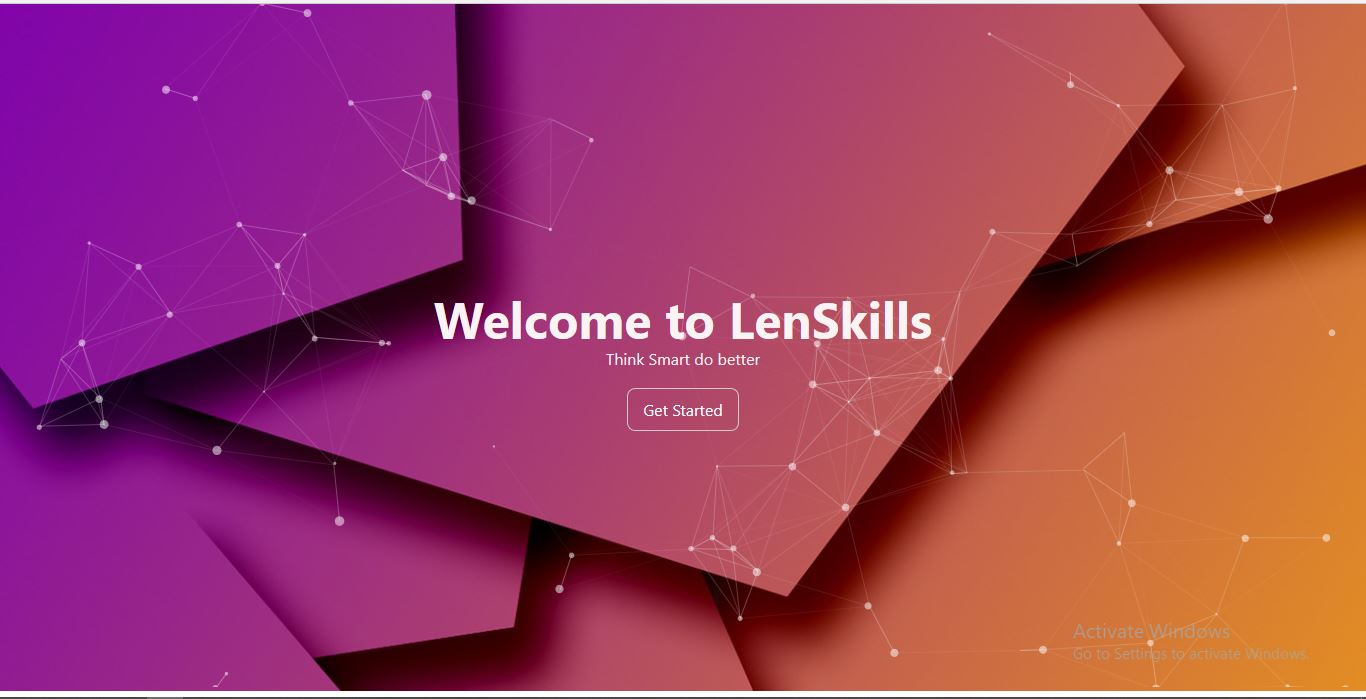 Welcome to LenSkills
Think Smart do better
Get Started
Activate Windows
Go to Settings to activate Windows.